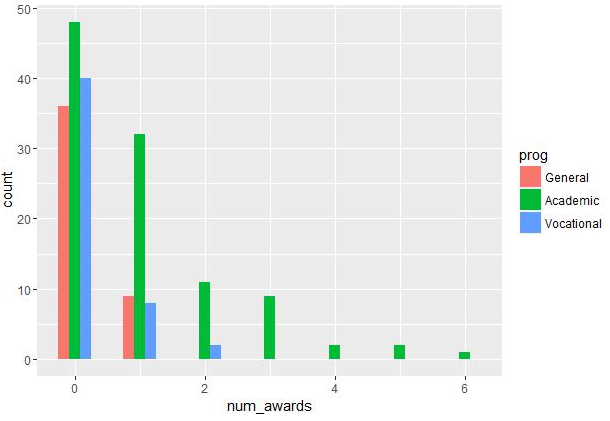 50
40
30
20
10
0
count
0 2 4 6
num_awards
prog
General
Academic
Vocational